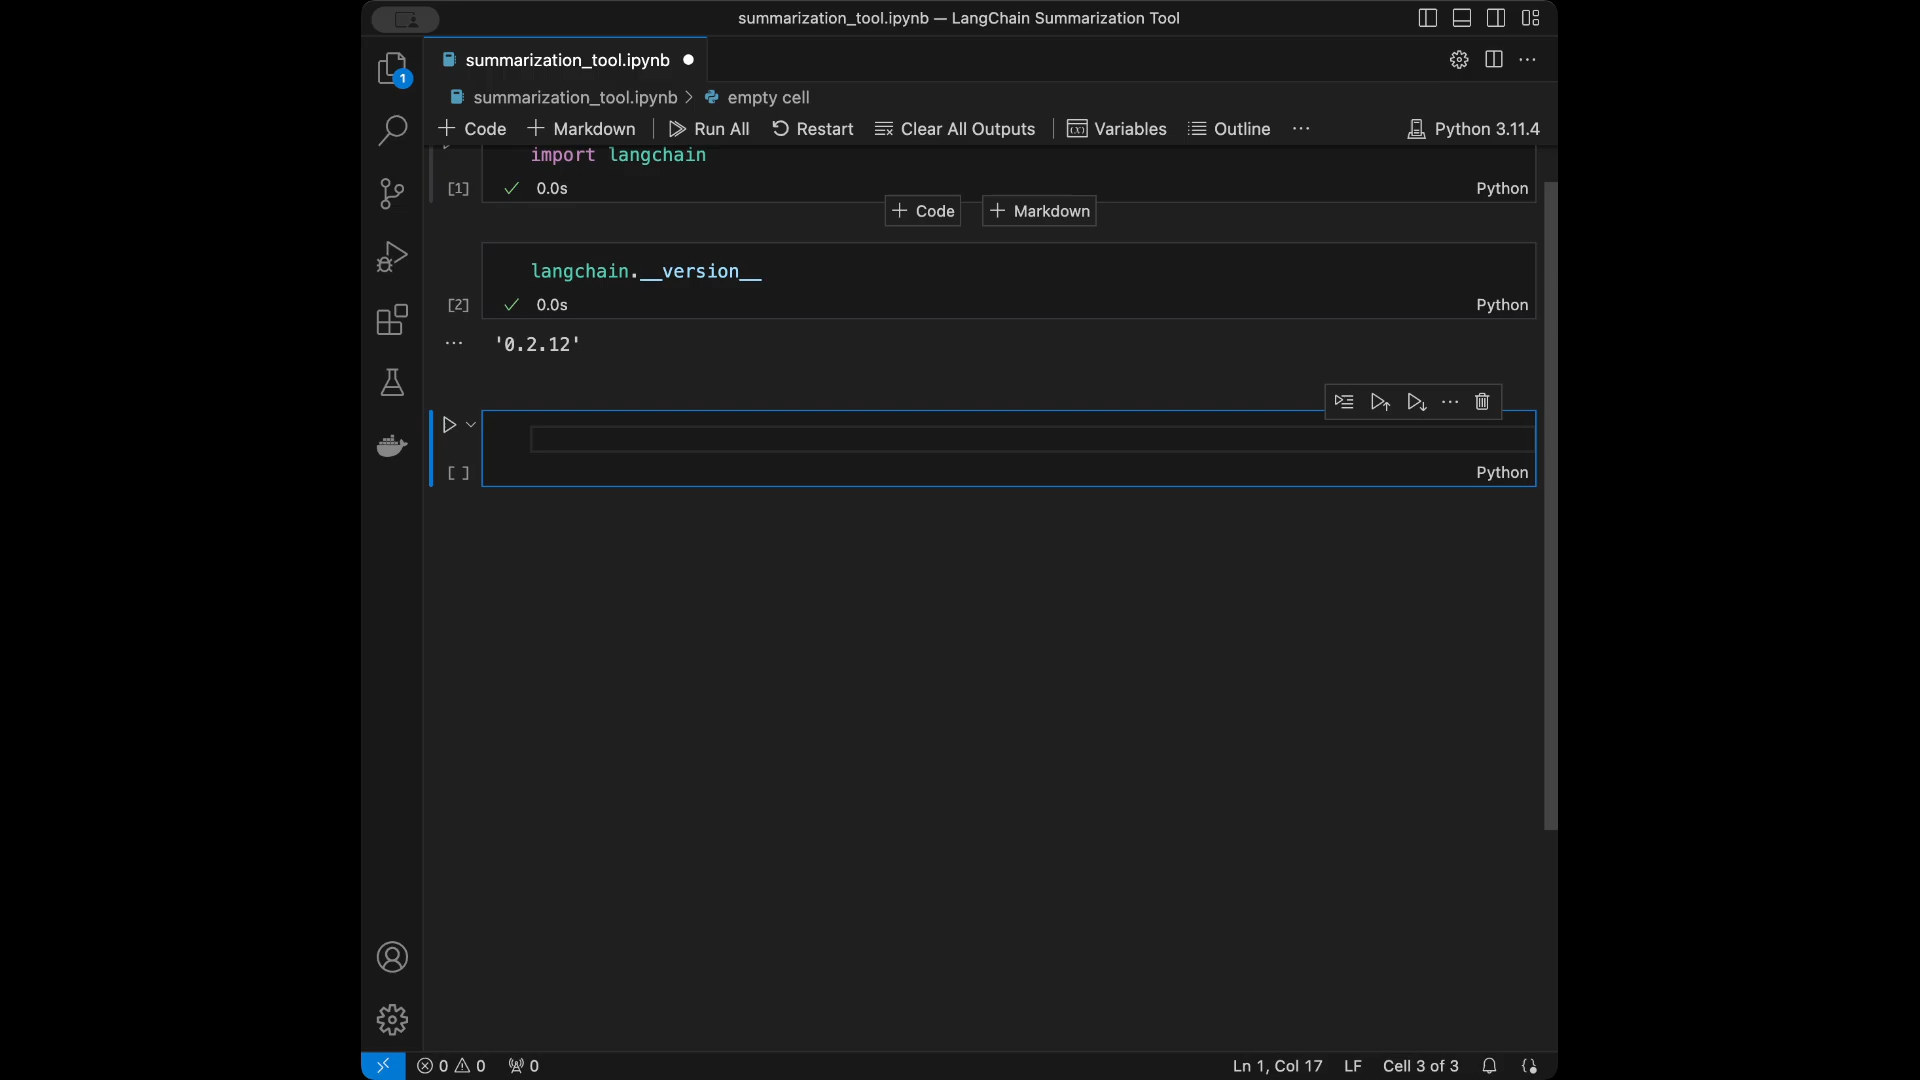 summarization_tool.ipynb — LangChain Summarization Tool
summarization_tool.ipynb
1
summarization_tool.ipynb > empty cell
+ Code + Markdown Run All Restart Clear All Outputs Variables Outline ... Python 3.11.4
import langchain
[1] 0.0s Python
+ Code + Markdown
langchain.__version__
[2] 0.0s Python
... '0.2.12'
[ ] Python
0 0 0 Ln 1, Col 17 LF Cell 3 of 3